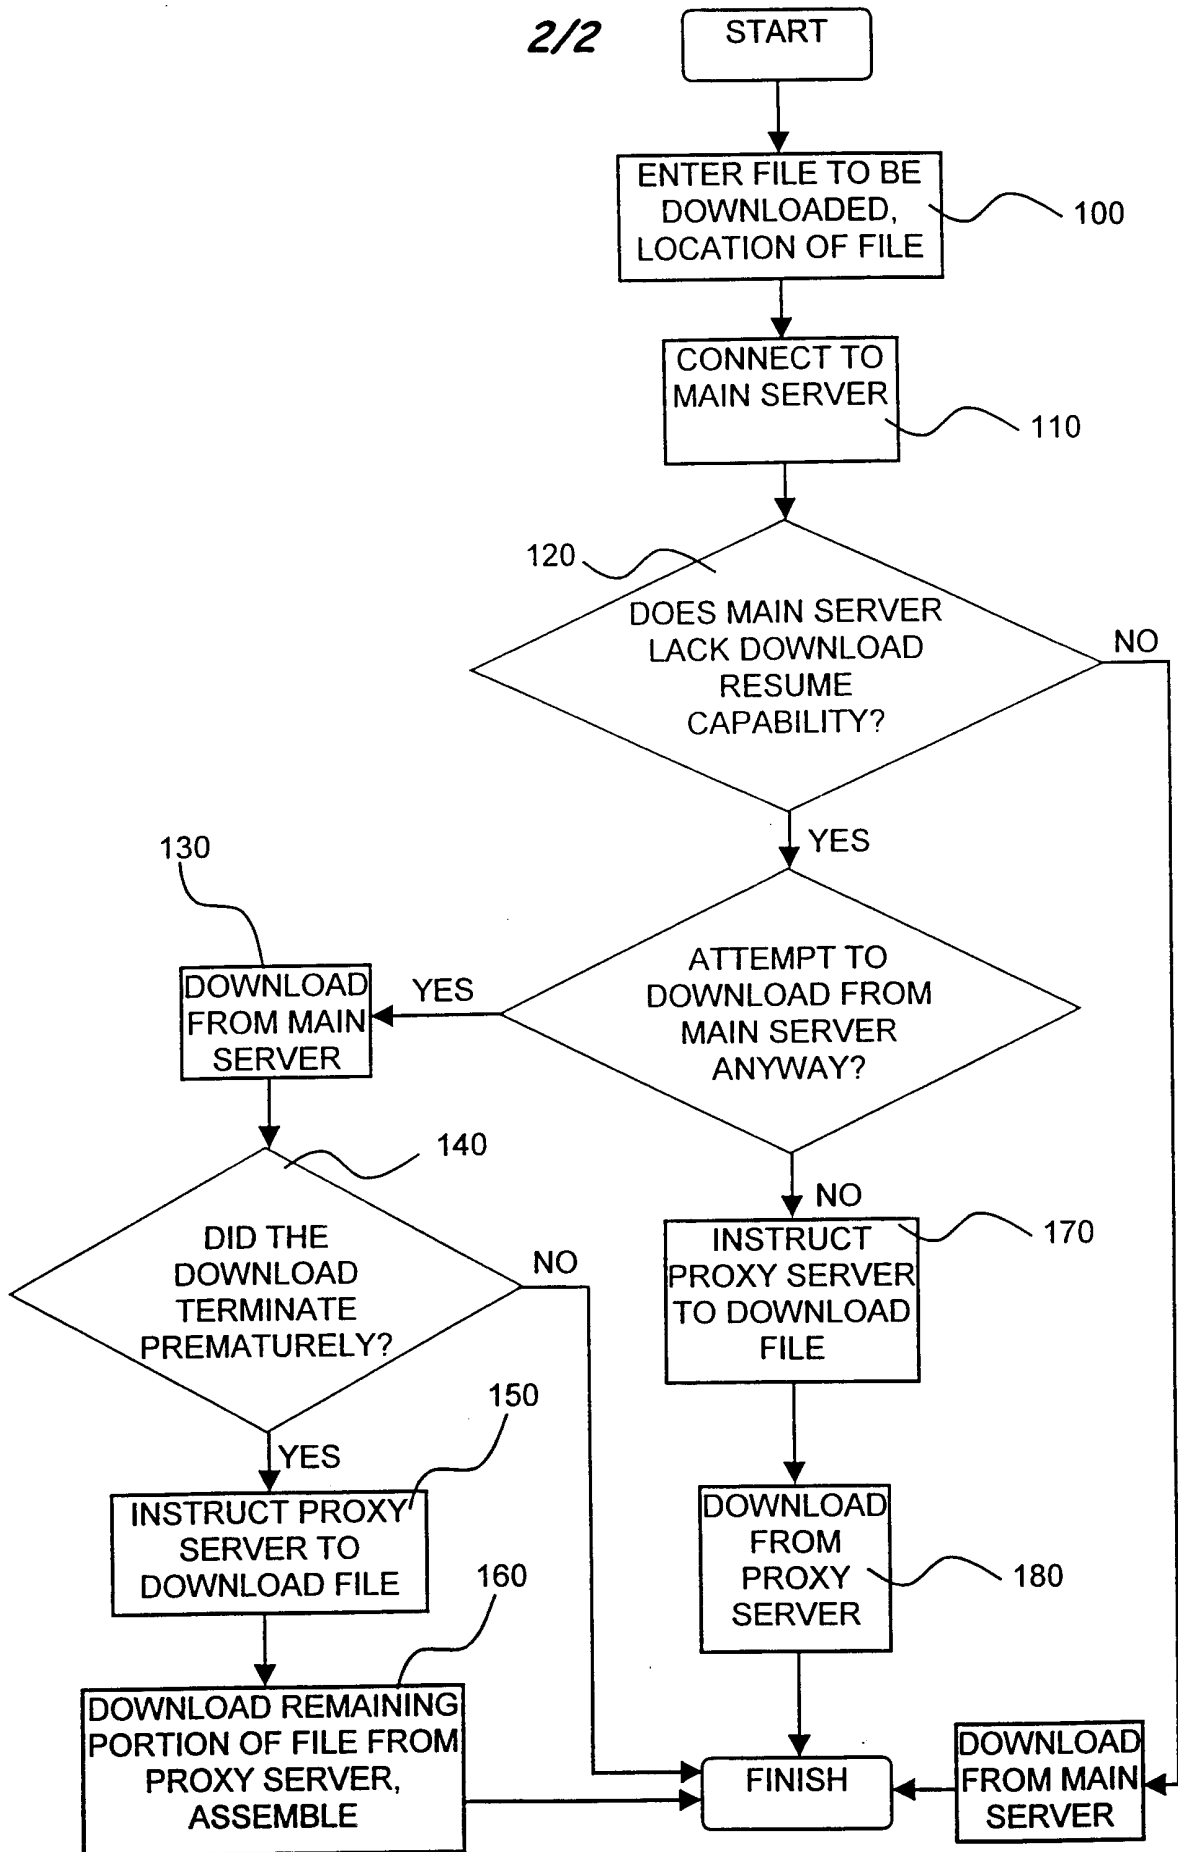 2/2
START
ENTER FILE TO BE
DOWNLOADED,
LOCATION OF FILE
100
CONNECT TO
MAIN SERVER
110
120
DOES MAIN SERVER
LACK DOWNLOAD
RESUME
CAPABILITY?
NO
YES
130
ATTEMPT TO
DOWNLOAD FROM
MAIN SERVER
ANYWAY?
YES
DOWNLOAD
FROM MAIN
SERVER
140
NO
DID THE
DOWNLOAD
TERMINATE
PREMATURELY?
NO
INSTRUCT
PROXY SERVER
TO DOWNLOAD
FILE
170
150
YES
INSTRUCT PROXY
SERVER TO
DOWNLOAD FILE
DOWNLOAD
FROM
PROXY
SERVER
180
160
DOWNLOAD REMAINING
PORTION OF FILE FROM
PROXY SERVER,
ASSEMBLE
FINISH
DOWNLOAD
FROM MAIN
SERVER